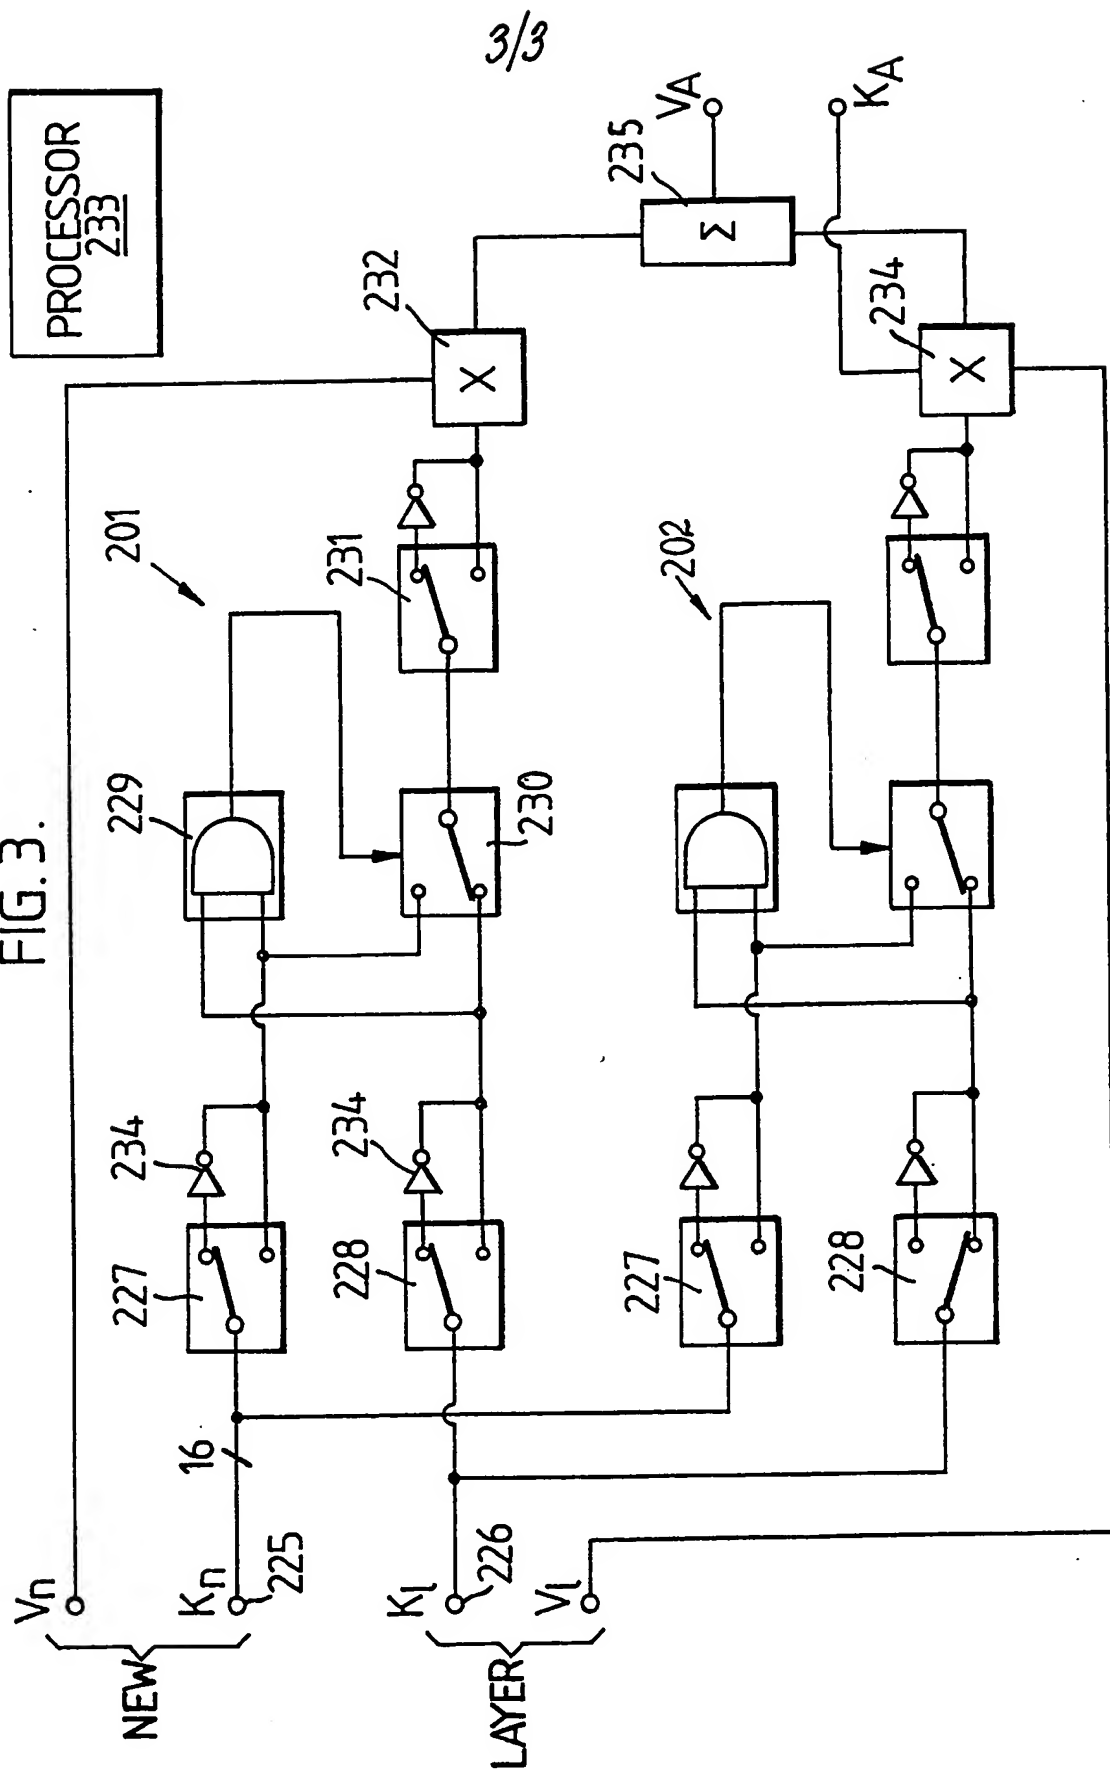 3/3
FIG. 3.
PROCESSOR
233
NEW
Vn
Kn
225
16
LAYER
Kl
226
Vl
227
234
228
234
229
230
201
231
232
X
235
Σ
VA
KA
227
228
202
234
X